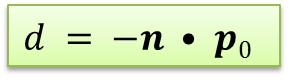 d = −n • p₀